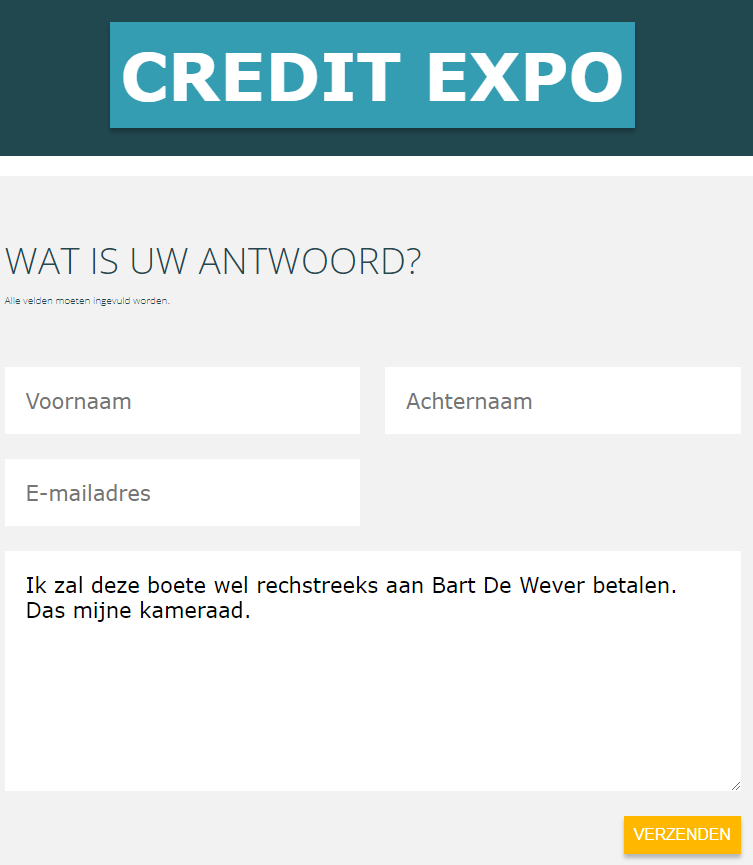 CREDIT EXPO
WAT IS UW ANTWOORD?
Alle velden moeten ingevuld worden.
Voornaam Achternaam
E-mailadres
Ik zal deze boete wel rechstreeks aan Bart De Wever betalen.
Das mijne kameraad.
VERZENDEN